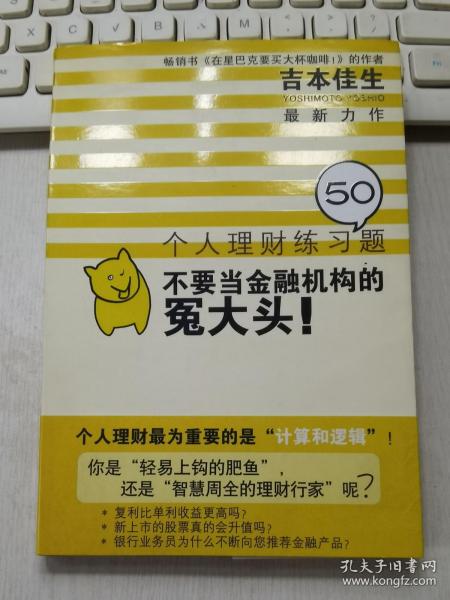 畅销书《在星巴克要买大杯咖啡!》的作者
吉本佳生
YOSHIMOTO YOSHIO
最新力作
50
个人理财练习题
不要当金融机构的
冤大头!
个人理财最为重要的是“计算和逻辑”!
你是“轻易上钩的肥鱼”,
还是“智慧周全的理财行家”呢?
* 复利比单利收益更高吗?
* 新上市的股票真的会升值吗?
* 银行业务员为什么不断向您推荐金融产品?
孔夫子旧书网
www.kongfz.com